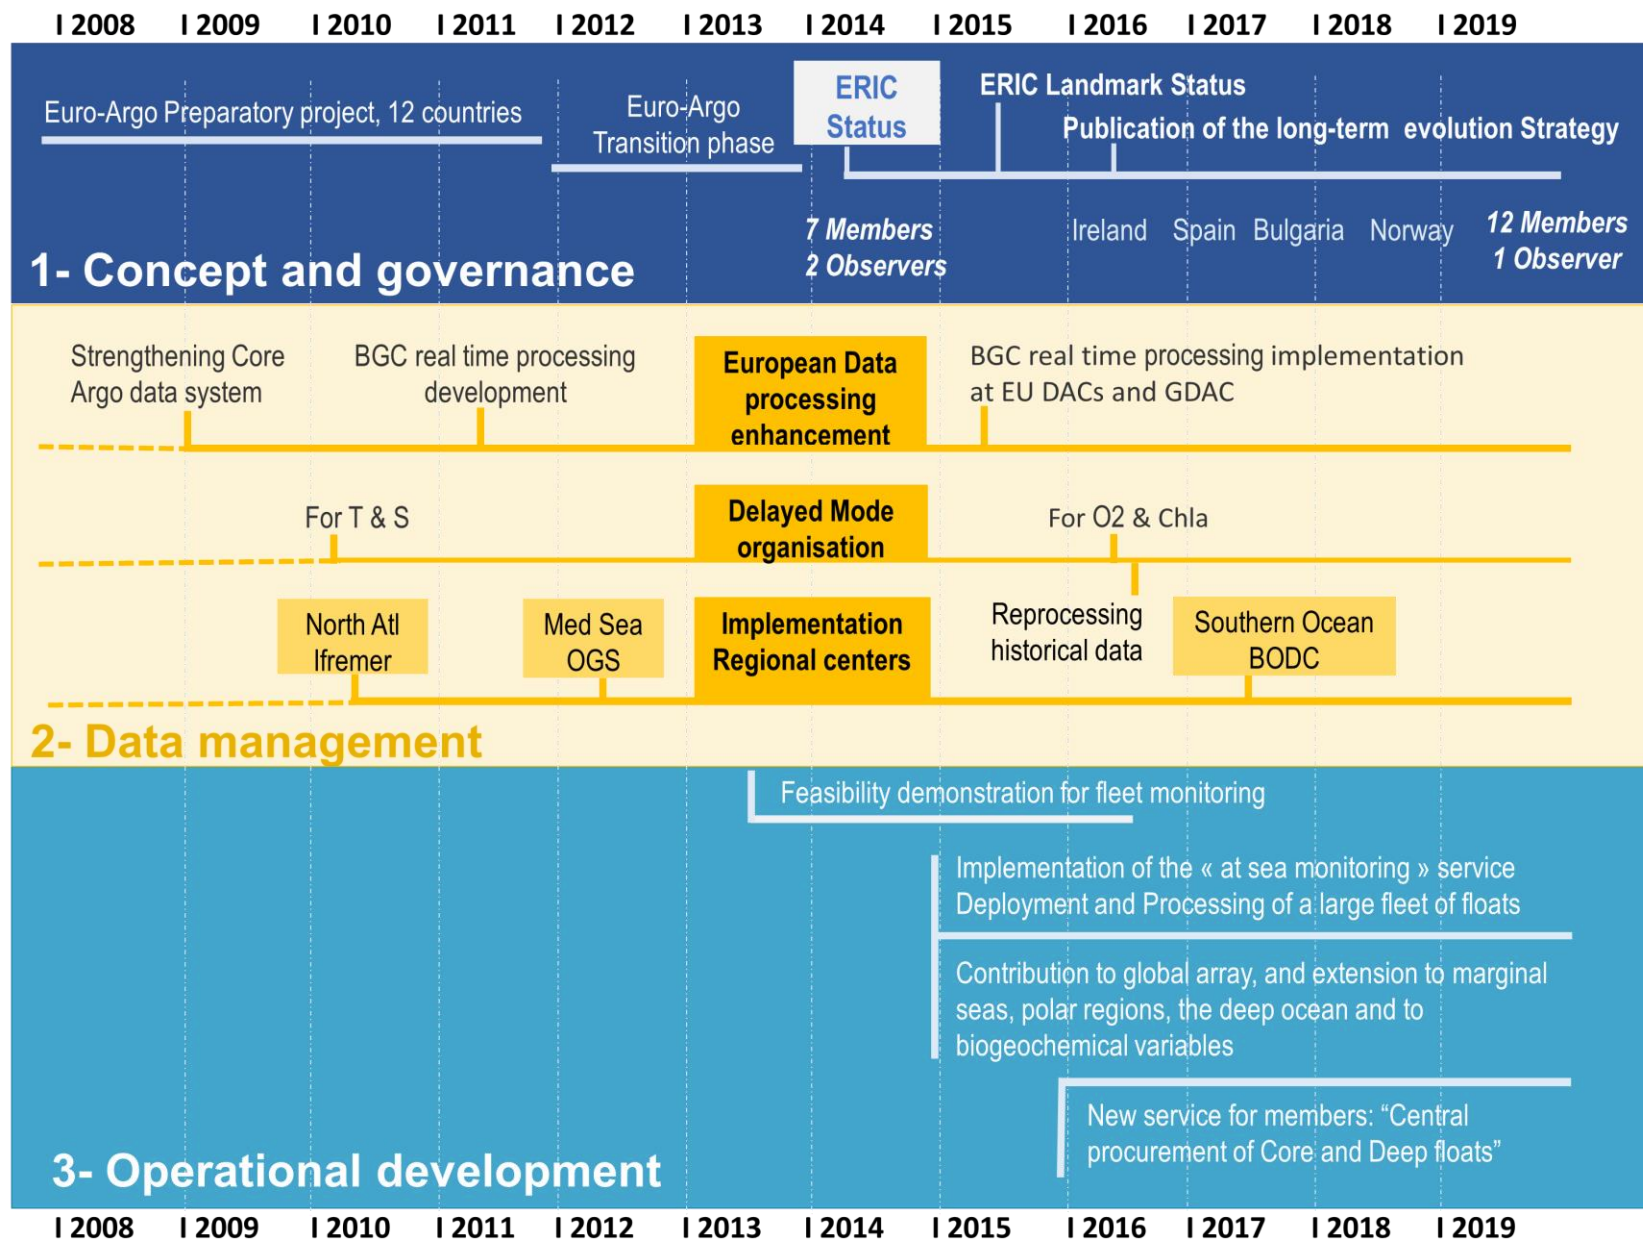 I 2008 I 2009 I 2010 I 2011 I 2012 I 2013 I 2014 I 2015 I 2016 I 2017 I 2018 I 2019
Euro-Argo Preparatory project, 12 countries
Euro-Argo
Transition phase
ERIC
Status
ERIC Landmark Status
Publication of the long-term evolution Strategy
7 Members
2 Observers
Ireland Spain Bulgaria Norway
12 Members
1 Observer
1- Concept and governance
Strengthening Core
Argo data system
BGC real time processing
development
European Data
processing
enhancement
BGC real time processing implementation
at EU DACs and GDAC
For T & S
Delayed Mode
organisation
For O2 & Chla
North Atl
Ifremer
Med Sea
OGS
Implementation
Regional centers
Reprocessing
historical data
Southern Ocean
BODC
2- Data management
Feasibility demonstration for fleet monitoring
Implementation of the « at sea monitoring » service
Deployment and Processing of a large fleet of floats
Contribution to global array, and extension to marginal
seas, polar regions, the deep ocean and to
biogeochemical variables
New service for members: “Central
procurement of Core and Deep floats”
3- Operational development
I 2008 I 2009 I 2010 I 2011 I 2012 I 2013 I 2014 I 2015 I 2016 I 2017 I 2018 I 2019